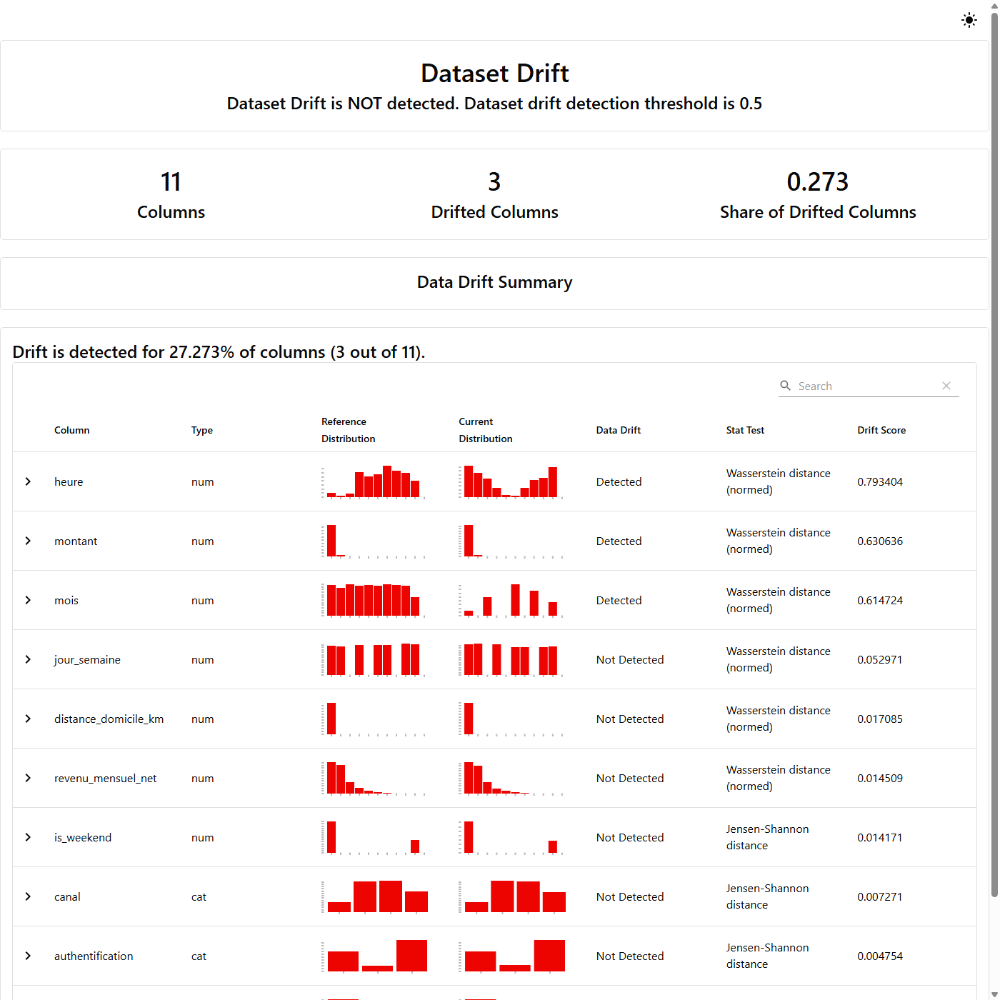 Dataset Drift
Dataset Drift is NOT detected. Dataset drift detection threshold is 0.5
11
Columns
3
Drifted Columns
0.273
Share of Drifted Columns
Data Drift Summary
Drift is detected for 27.273% of columns (3 out of 11).
Search
Column
Type
Reference
Distribution
Current
Distribution
Data Drift
Stat Test
Drift Score
heure
num
Detected
Wasserstein distance
(normed)
0.793404
montant
num
Detected
Wasserstein distance
(normed)
0.630636
mois
num
Detected
Wasserstein distance
(normed)
0.614724
jour_semaine
num
Not Detected
Wasserstein distance
(normed)
0.052971
distance_domicile_km
num
Not Detected
Wasserstein distance
(normed)
0.017085
revenu_mensuel_net
num
Not Detected
Wasserstein distance
(normed)
0.014509
is_weekend
num
Not Detected
Jensen-Shannon
distance
0.014171
canal
cat
Not Detected
Jensen-Shannon
distance
0.007271
authentification
cat
Not Detected
Jensen-Shannon
distance
0.004754